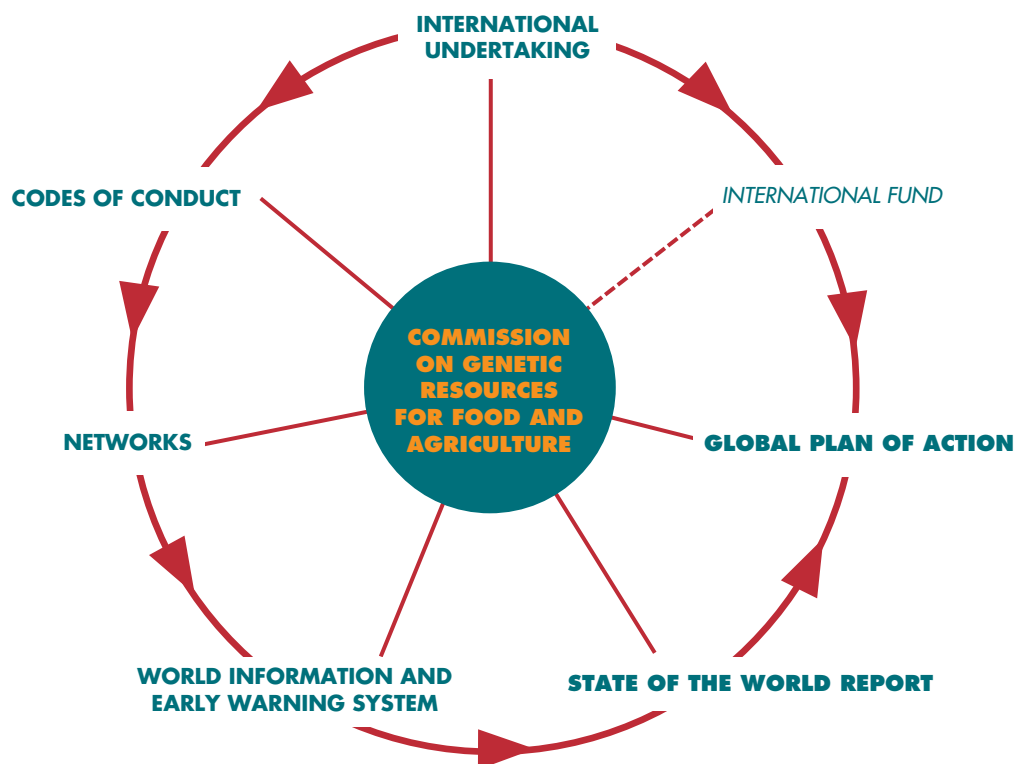 INTERNATIONAL
UNDERTAKING
CODES OF CONDUCT
INTERNATIONAL FUND
COMMISSION
ON GENETIC
RESOURCES
FOR FOOD AND
AGRICULTURE
NETWORKS
GLOBAL PLAN OF ACTION
WORLD INFORMATION AND
EARLY WARNING SYSTEM
STATE OF THE WORLD REPORT